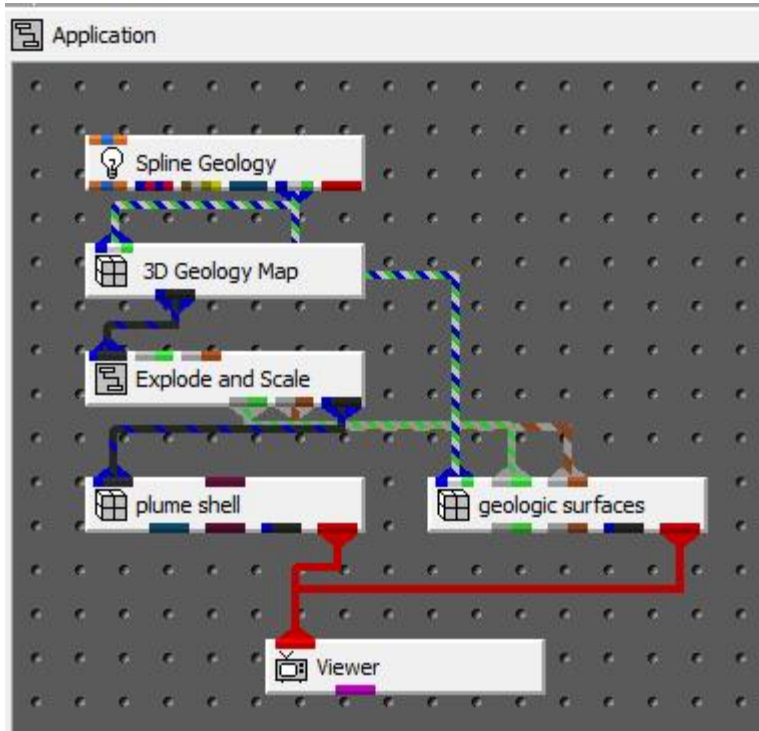 Application
Spline Geology
3D Geology Map
Explode and Scale
plume shell
geologic surfaces
Viewer